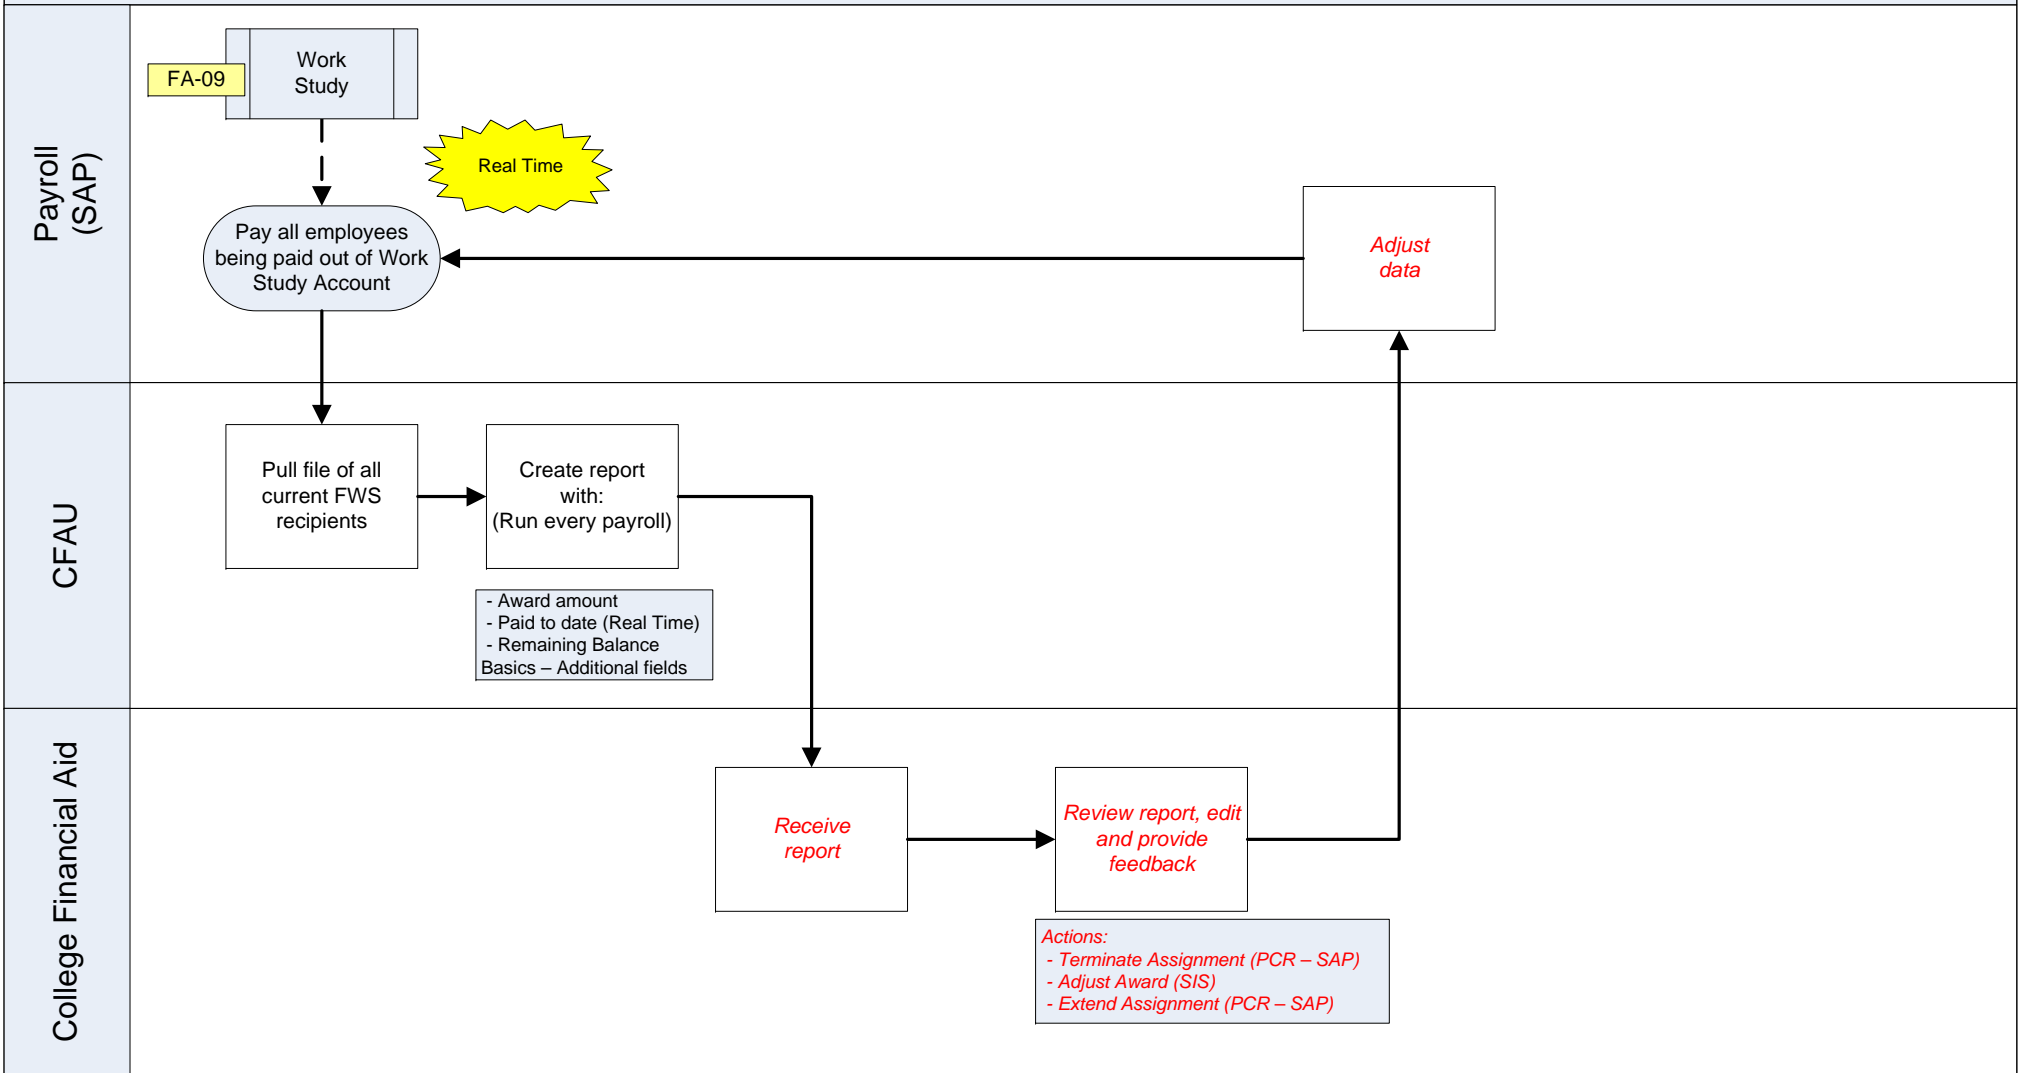 Payroll
(SAP)
FA-09
Work
Study
Real Time
Pay all employees
being paid out of Work
Study Account
Adjust
data
CFAU
Pull file of all
current FWS
recipients
Create report
with:
(Run every payroll)
- Award amount
- Paid to date (Real Time)
- Remaining Balance
Basics – Additional fields
College Financial Aid
Receive
report
Review report, edit
and provide
feedback
Actions:
- Terminate Assignment (PCR – SAP)
- Adjust Award (SIS)
- Extend Assignment (PCR – SAP)